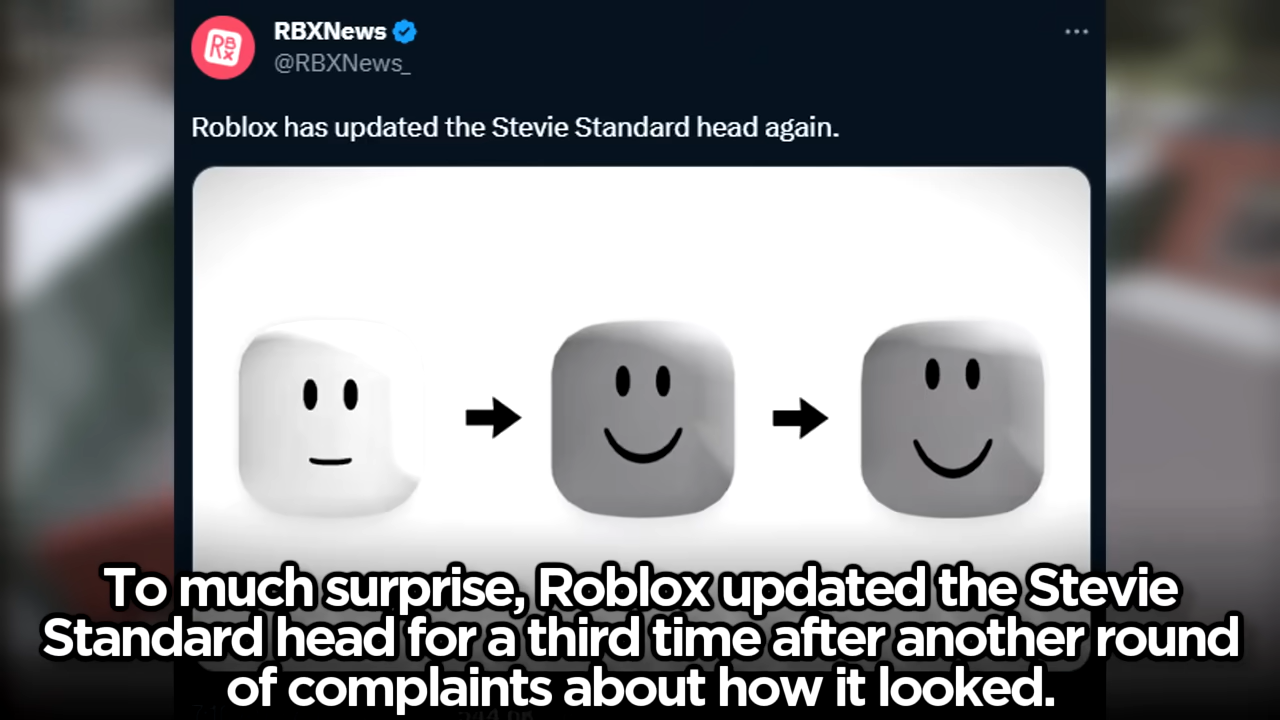 RBX
RBXNews
@RBXNews_
Roblox has updated the Stevie Standard head again.
To much surprise, Roblox updated the Stevie
Standard head for a third time after another round
of complaints about how it looked.